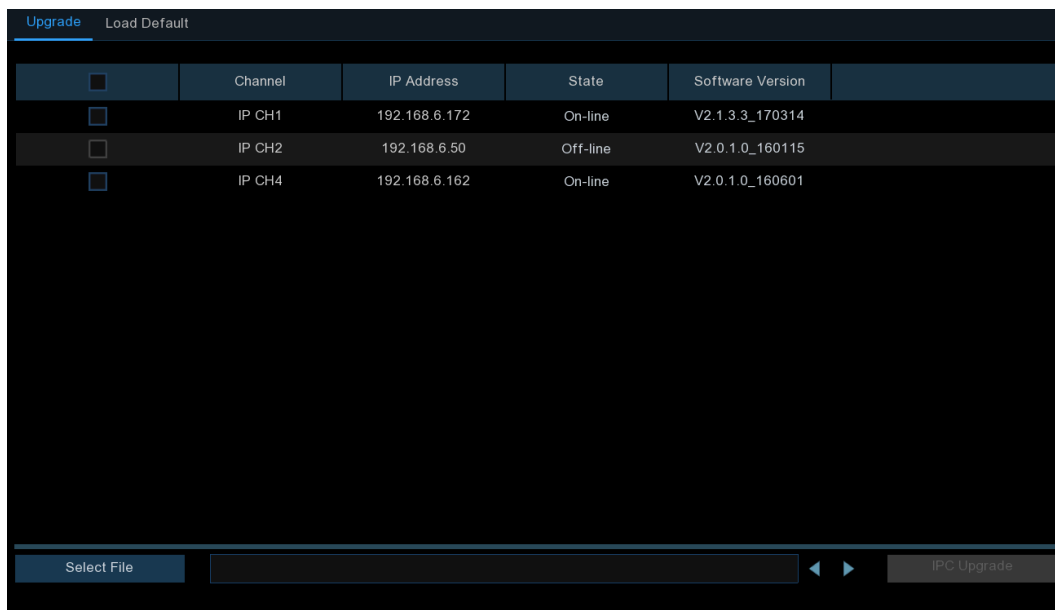 Upgrade Load Default
Channel IP Address State Software Version
IP CH1 192.168.6.172 On-line V2.1.3.3_170314
IP CH2 192.168.6.50 Off-line V2.0.1.0_160115
IP CH4 192.168.6.162 On-line V2.0.1.0_160601
Select File IPC Upgrade